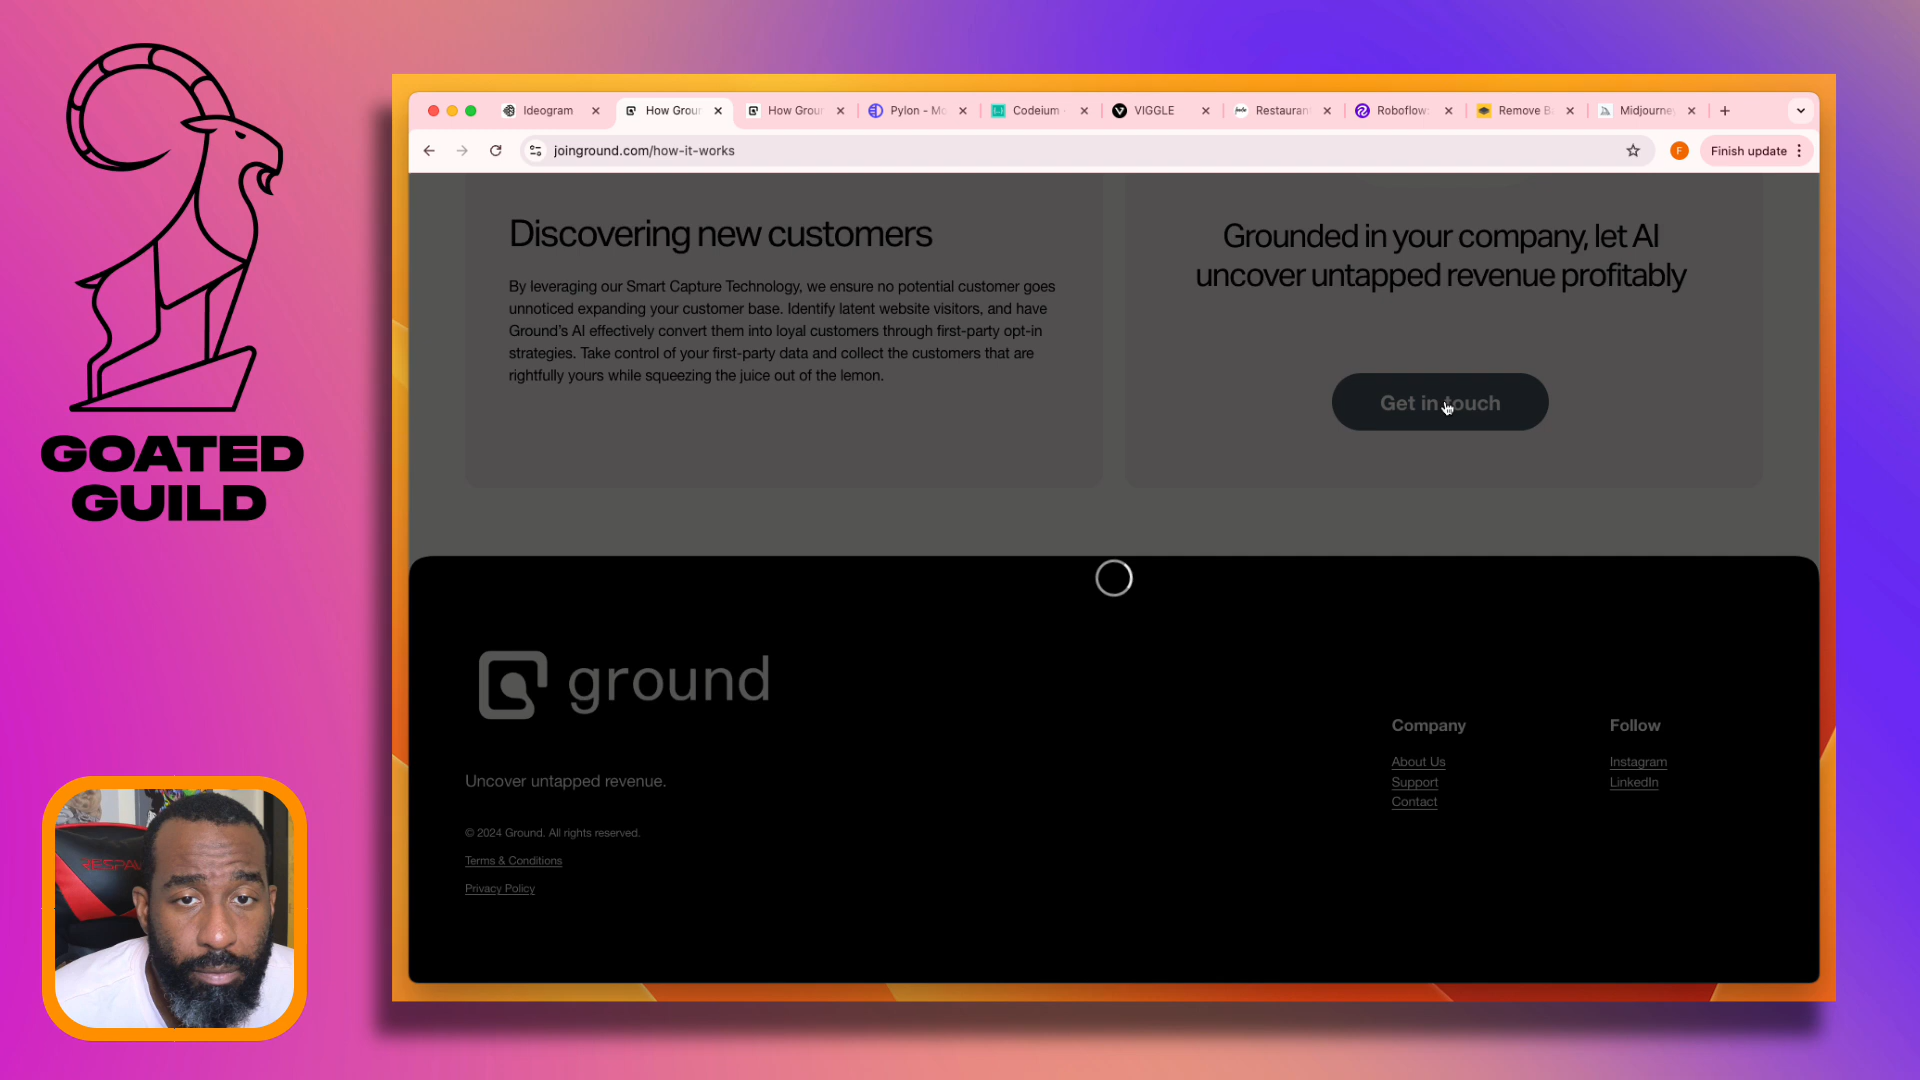 GOATED
GUILD
Ideogram
How Groun
How Groun
Pylon - Mo
Codeium
VIGGLE
Restauran
Roboflow:
Remove B
Midjourney
joinground.com/how-it-works
F
Finish update
Discovering new customers
By leveraging our Smart Capture Technology, we ensure no potential customer goes
unnoticed expanding your customer base. Identify latent website visitors, and have
Ground's AI effectively convert them into loyal customers through first-party opt-in
strategies. Take control of your first-party data and collect the customers that are
rightfully yours while squeezing the juice out of the lemon.
Grounded in your company, let AI
uncover untapped revenue profitably
Get in touch
ground
Uncover untapped revenue.
© 2024 Ground. All rights reserved.
Terms & Conditions
Privacy Policy
Company
About Us
Support
Contact
Follow
Instagram
LinkedIn
RESPAW